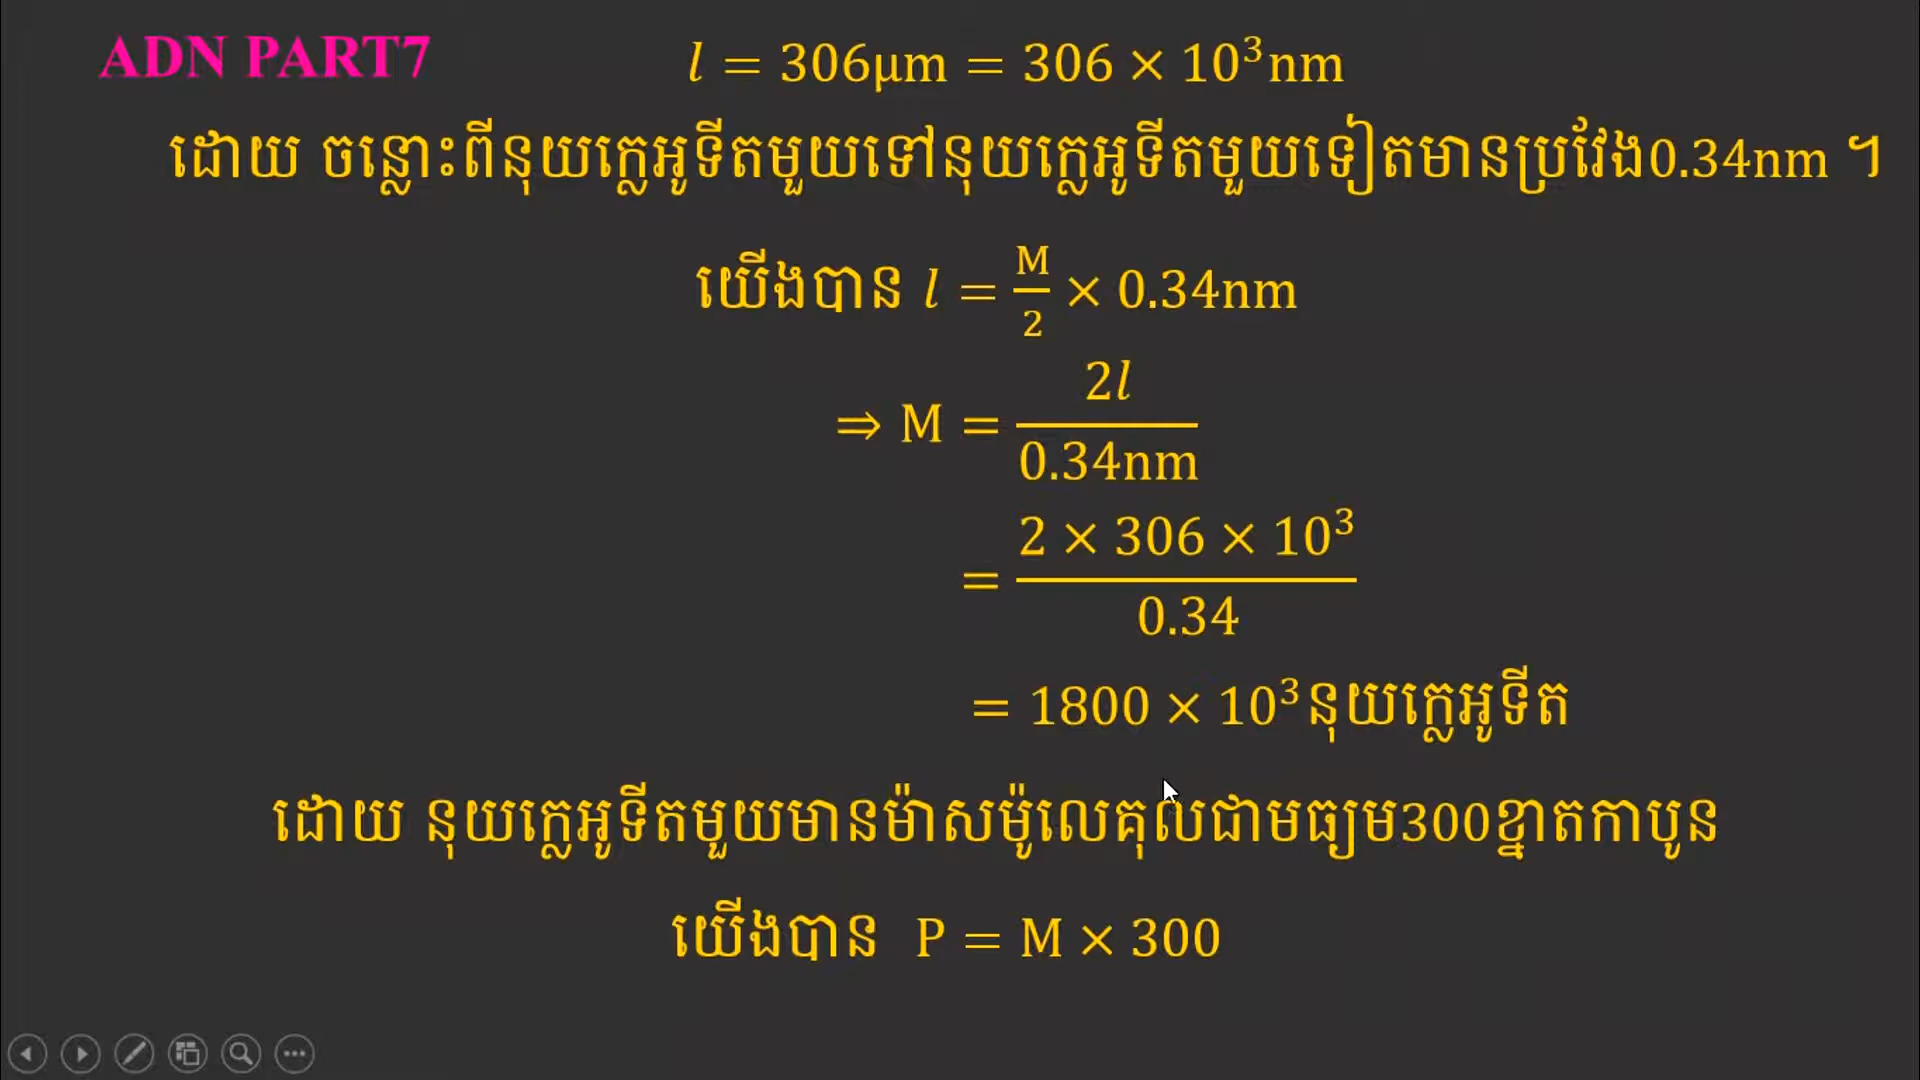 ADN PART7
l = 306μm = 306 × 10³nm
ដោយ ចន្លោះពីនុយក្លេអូទីតមួយទៅនុយក្លេអូទីតមួយទៀតមានប្រវែង0.34nm ។
យើងបាន l = M/2 × 0.34nm
⇒ M = 2l/0.34nm
= 2 × 306 × 10³/0.34
= 1800 × 10³នុយក្លេអូទីត
ដោយ នុយក្លេអូទីតមួយមានម៉ាសម៉ូលេគុលជាមធ្យម300ខ្នាតកាបូន
យើងបាន P = M × 300